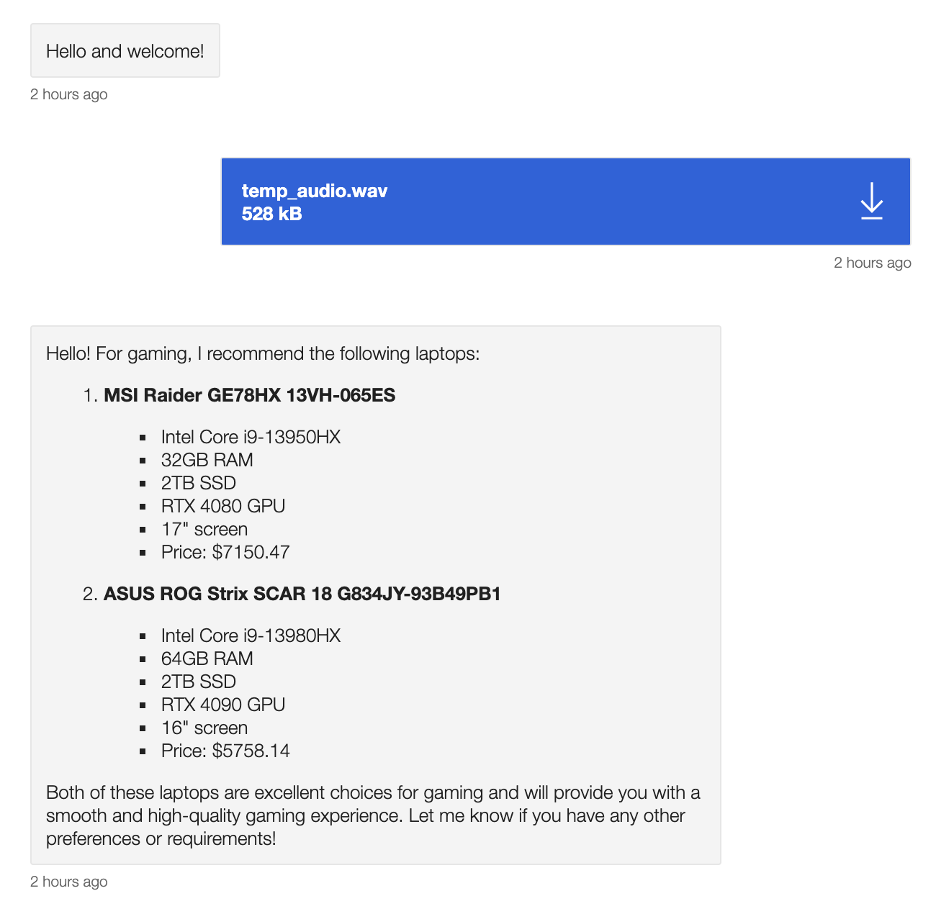 Hello and welcome!
2 hours ago
temp_audio.wav
528 kB
2 hours ago
Hello! For gaming, I recommend the following laptops:
1. MSI Raider GE78HX 13VH-065ES
▪ Intel Core i9-13950HX
▪ 32GB RAM
▪ 2TB SSD
▪ RTX 4080 GPU
▪ 17" screen
▪ Price: $7150.47
2. ASUS ROG Strix SCAR 18 G834JY-93B49PB1
▪ Intel Core i9-13980HX
▪ 64GB RAM
▪ 2TB SSD
▪ RTX 4090 GPU
▪ 16" screen
▪ Price: $5758.14
Both of these laptops are excellent choices for gaming and will provide you with a
smooth and high-quality gaming experience. Let me know if you have any other
preferences or requirements!
2 hours ago